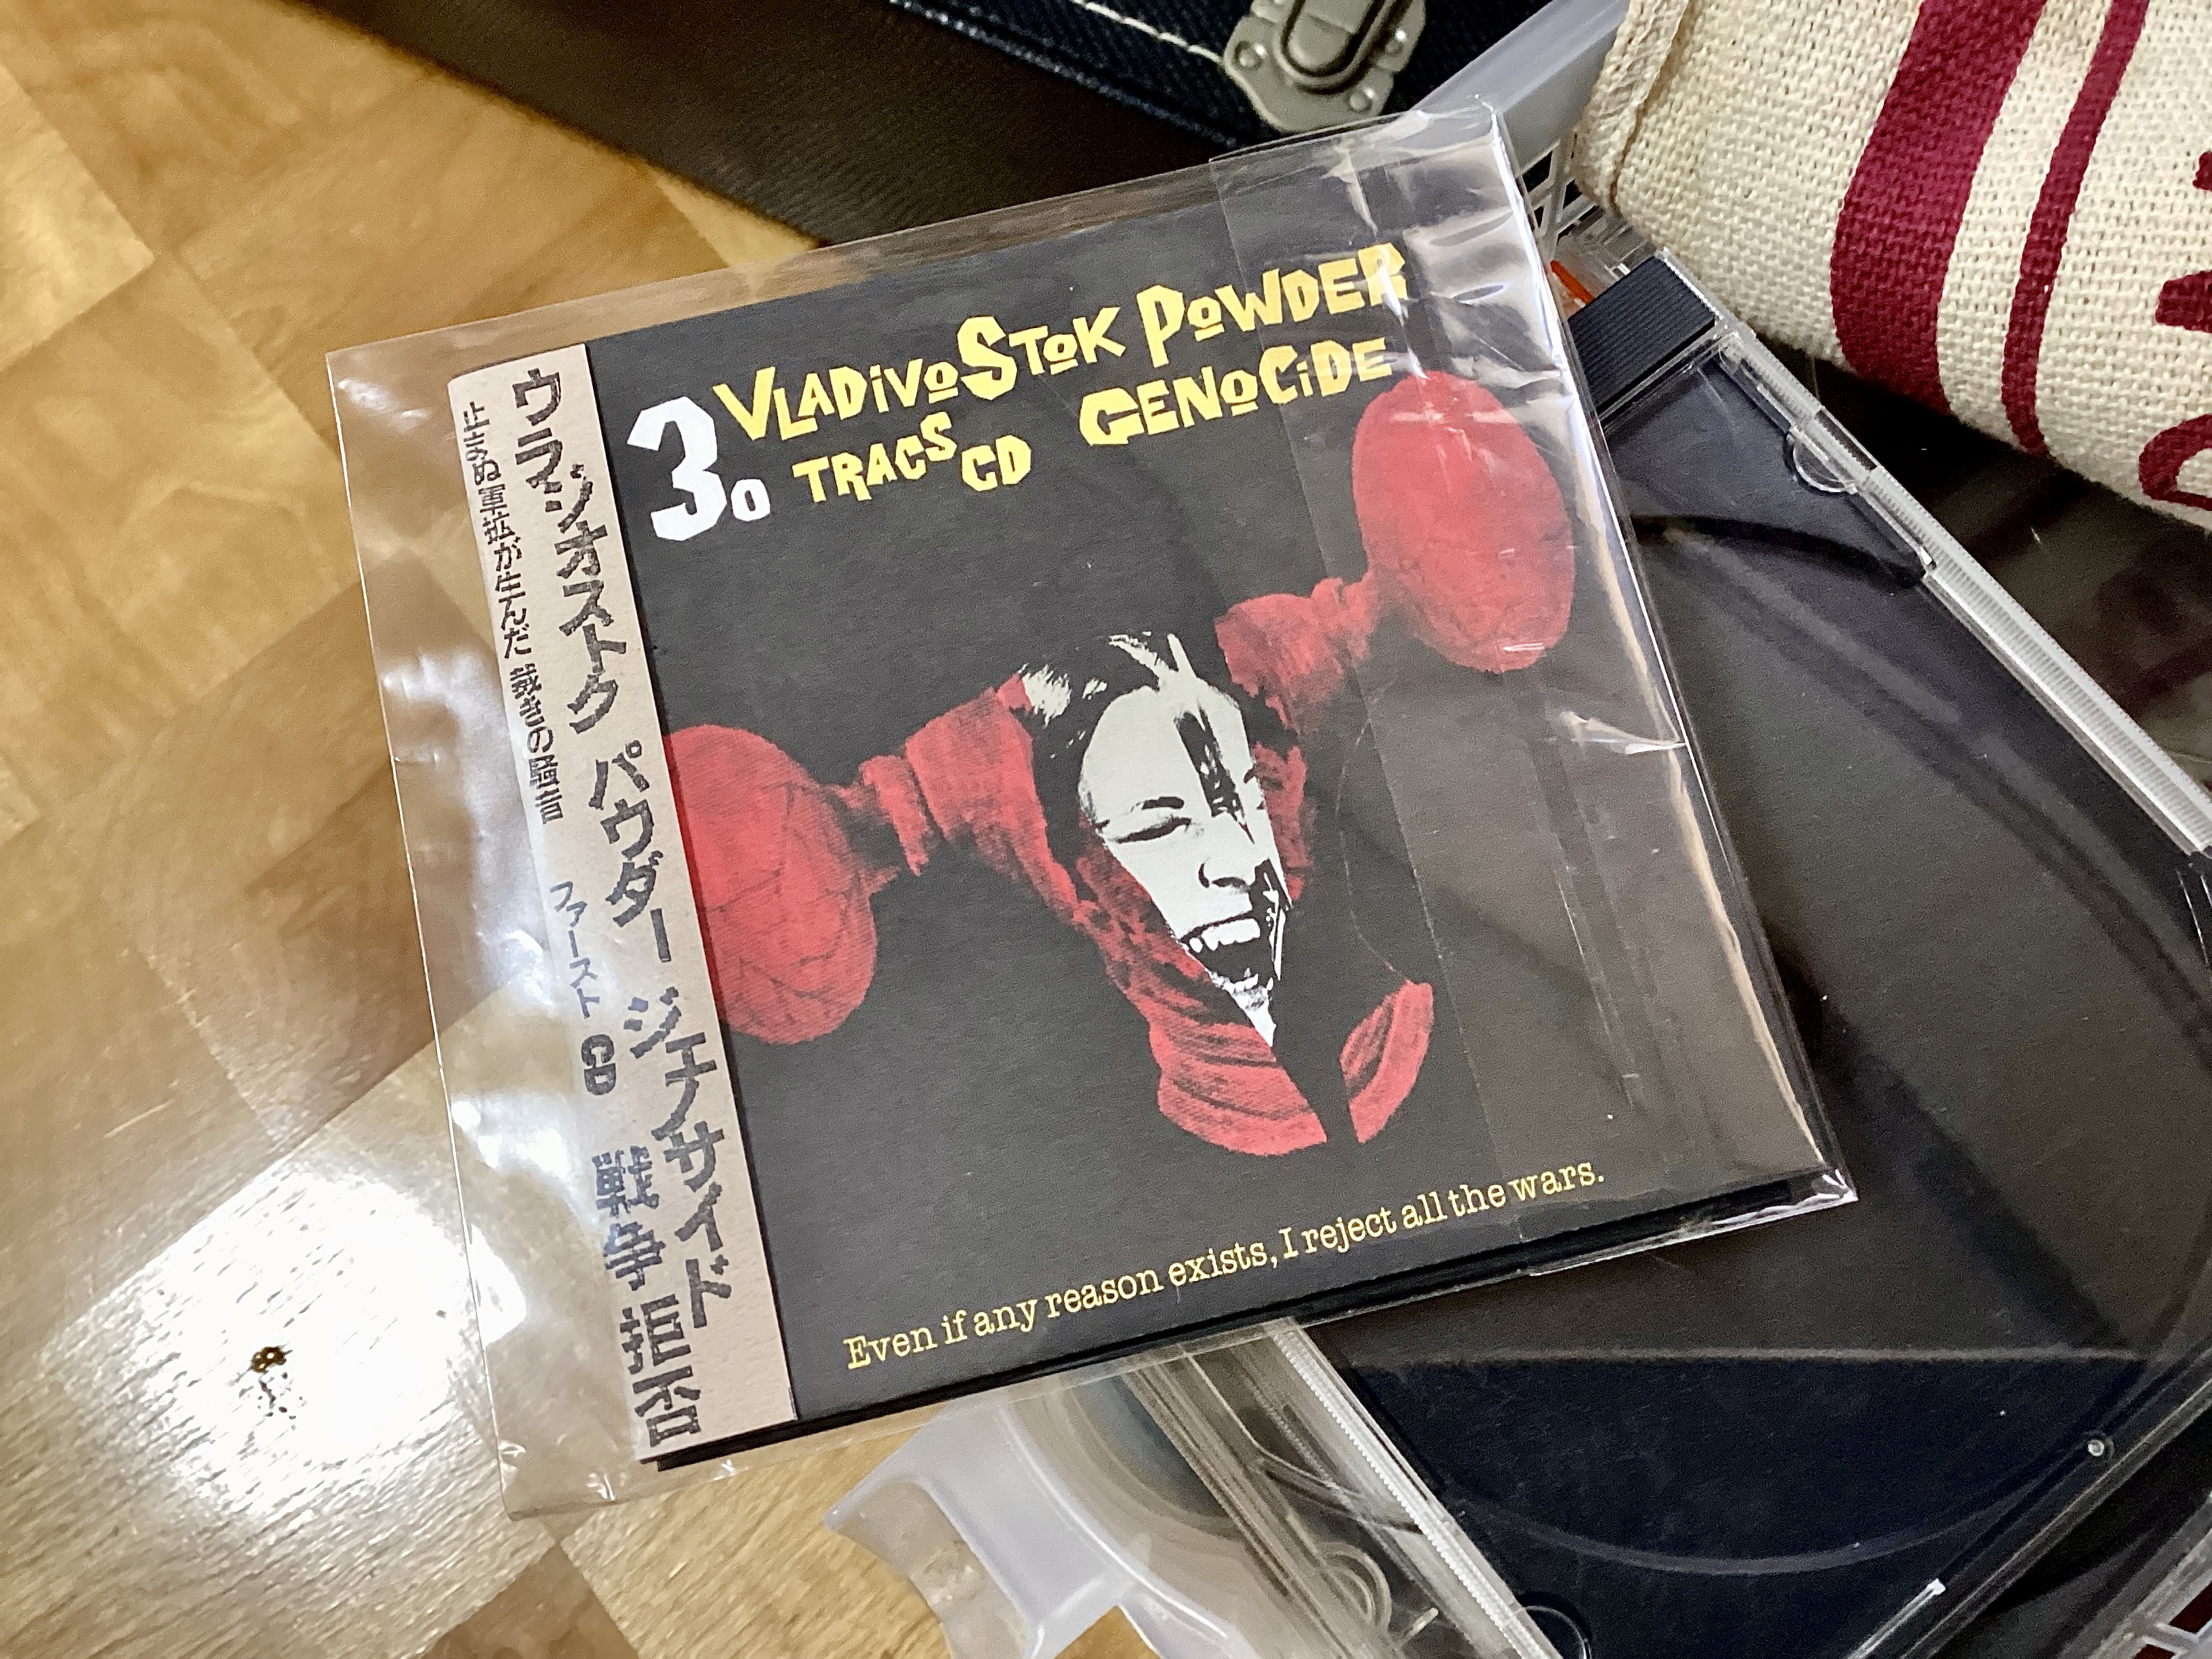 VLADiVoSToK PoWDER
GENoCiDE
3o TRACS CD
Even if any reason exists, I reject all the wars.
ウラジオストク パウダー ジェノサイド
止まぬ軍拡が生んだ 裁きの騒音 ファースト CD 戦争拒否